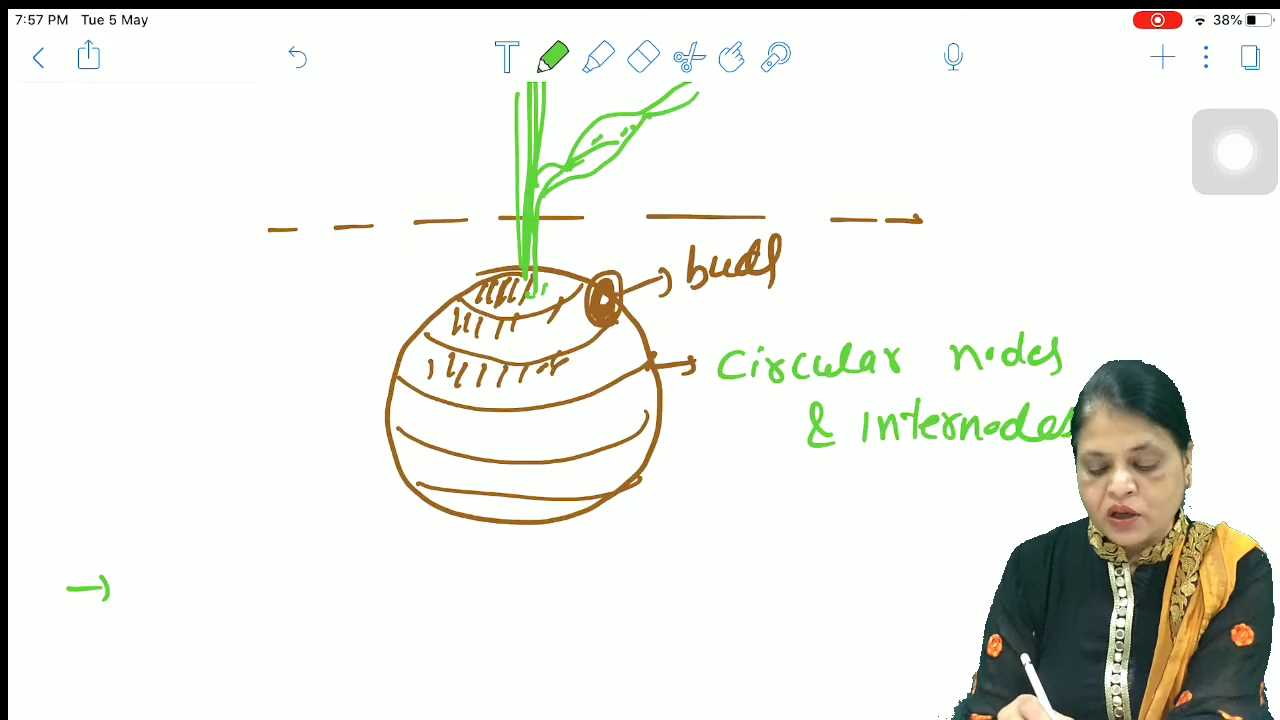 7:57 PM Tue 5 May
38%
T
bud
Circular nodes
& Internodes